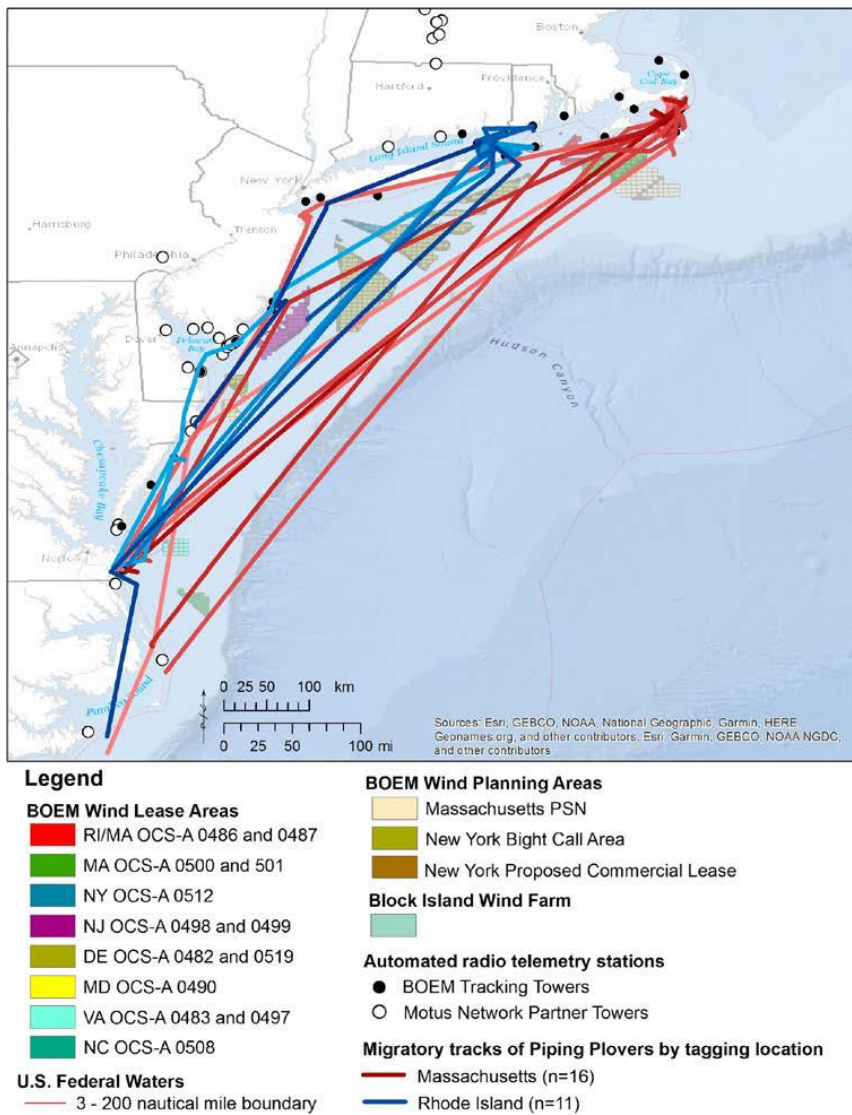 Boston
Cape
Cod Bay
Hartford
Providence
Long Island Sound
New York
Harrisburg
Trenton
Philadelphia
Dover
Delaware
Bay
Annapolis
Hudson
Canyon
Chesapeake Bay
Norfolk
0 25 50 100 km
0 25 50 100 mi
Sources: Esri, GEBCO, NOAA, National Geographic, Garmin, HERE
Geonames.org, and other contributors, Esri, Garmin, GEBCO, NOAA NGDC,
and other contributors
Legend
BOEM Wind Lease Areas
RI/MA OCS-A 0486 and 0487
MA OCS-A 0500 and 501
NY OCS-A 0512
NJ OCS-A 0498 and 0499
DE OCS-A 0482 and 0519
MD OCS-A 0490
VA OCS-A 0483 and 0497
NC OCS-A 0508
U.S. Federal Waters
3 - 200 nautical mile boundary
BOEM Wind Planning Areas
Massachusetts PSN
New York Bight Call Area
New York Proposed Commercial Lease
Block Island Wind Farm
Automated radio telemetry stations
BOEM Tracking Towers
Motus Network Partner Towers
Migratory tracks of Piping Plovers by tagging location
Massachusetts (n=16)
Rhode Island (n=11)